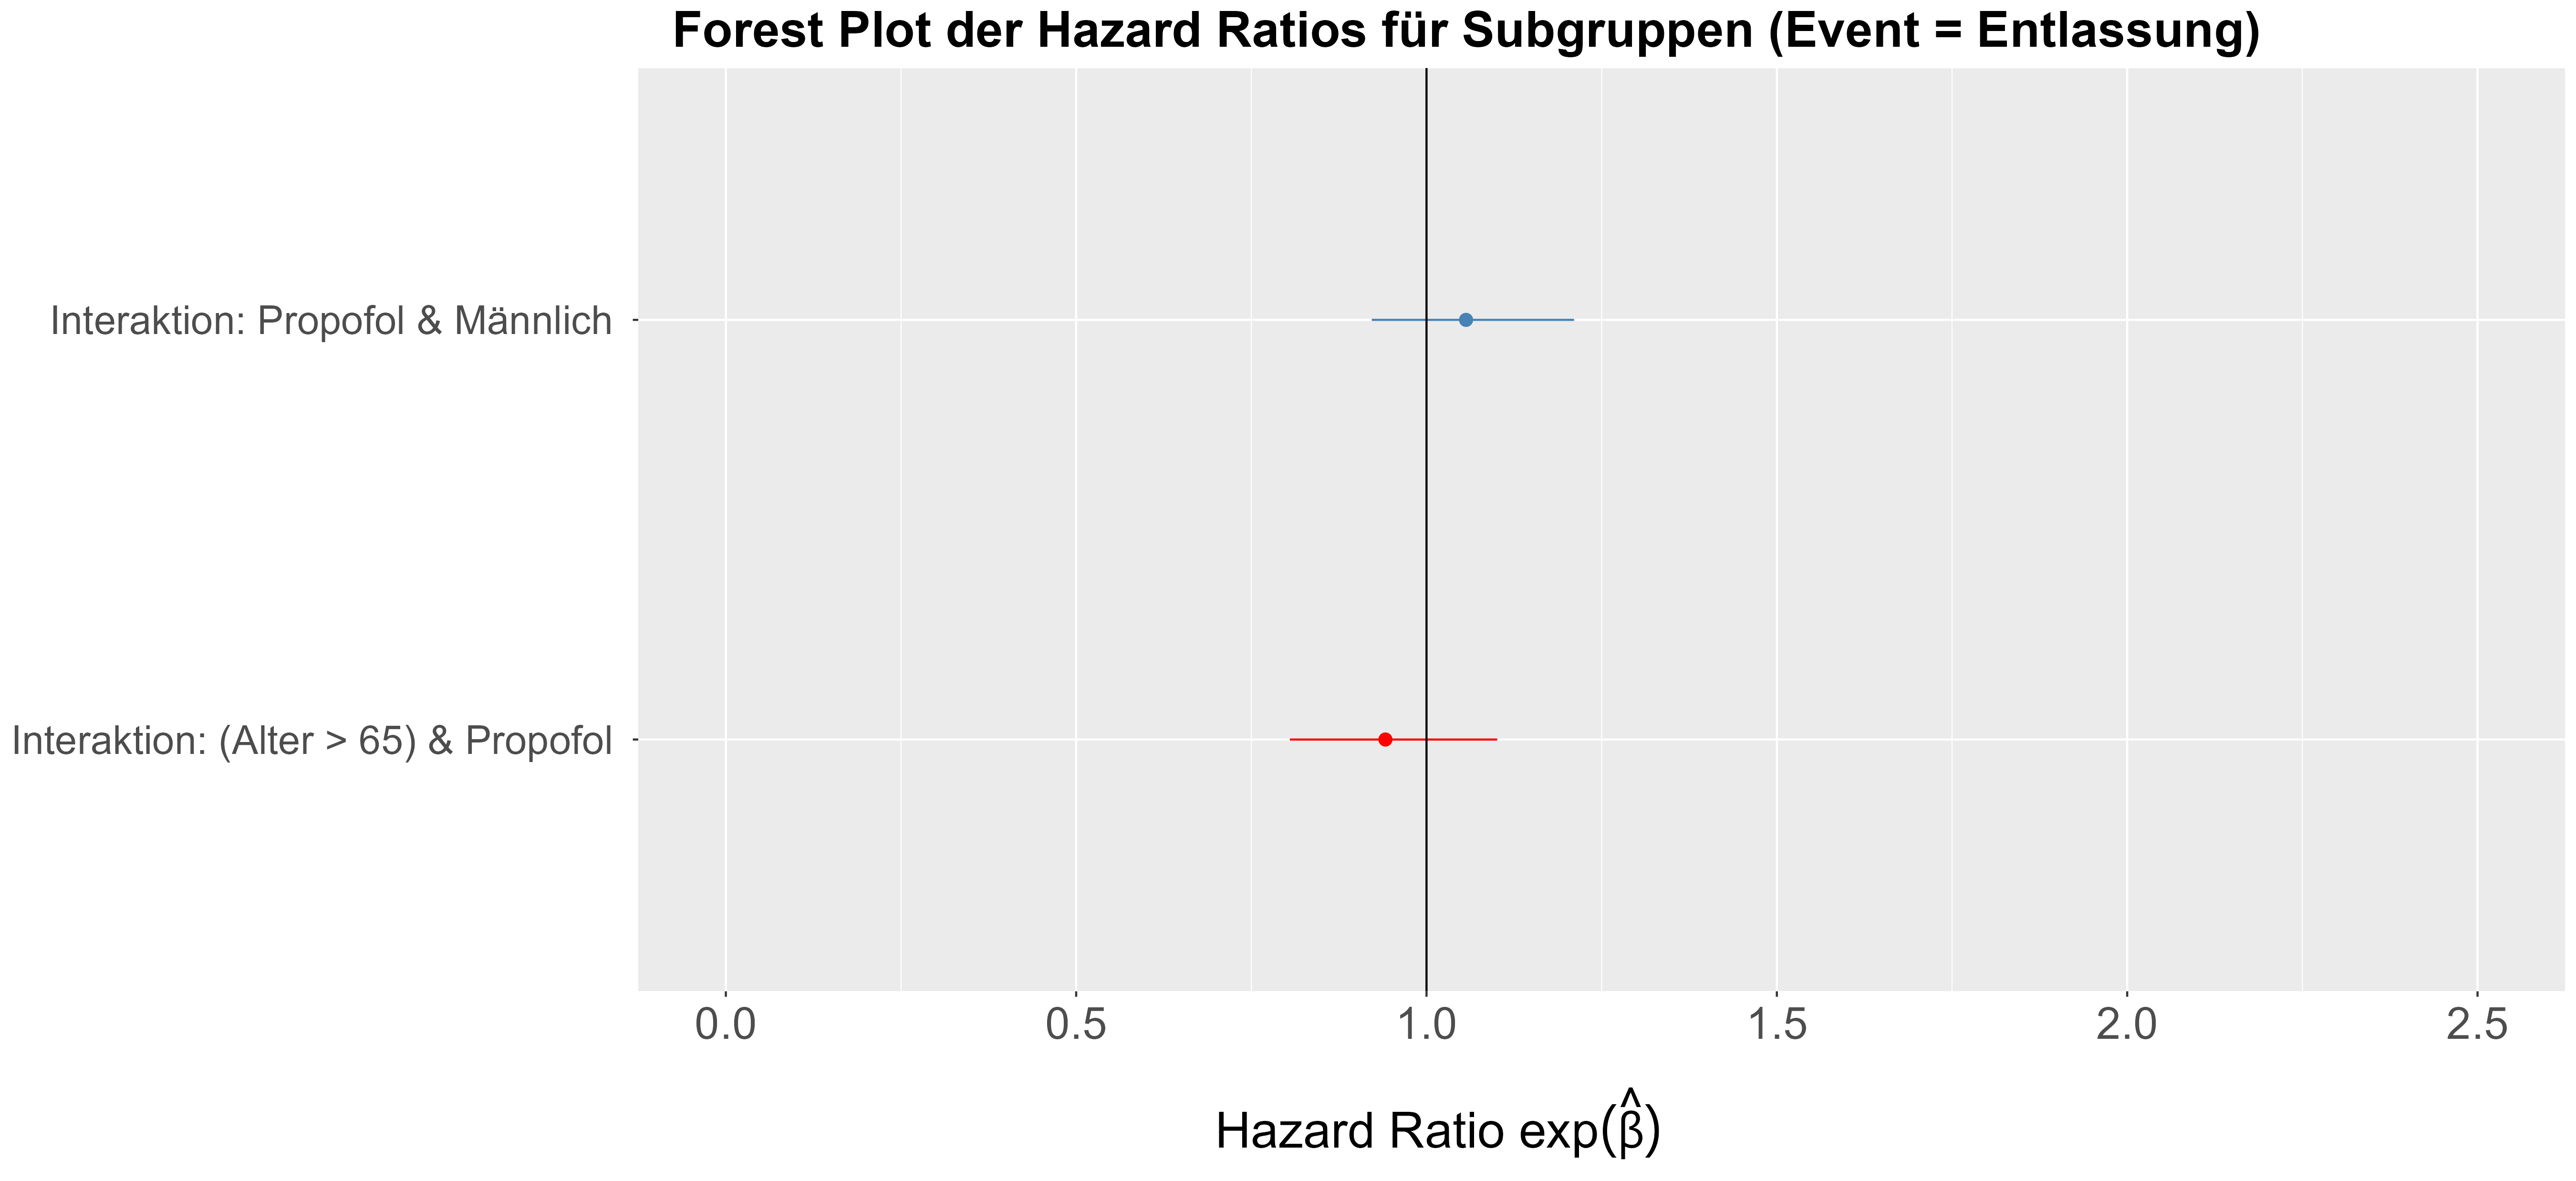 Forest Plot der Hazard Ratios für Subgruppen (Event = Entlassung)
Interaktion: Propofol & Männlich
Interaktion: (Alter > 65) & Propofol
0.0 0.5 1.0 1.5 2.0 2.5
Hazard Ratio exp(β̂)